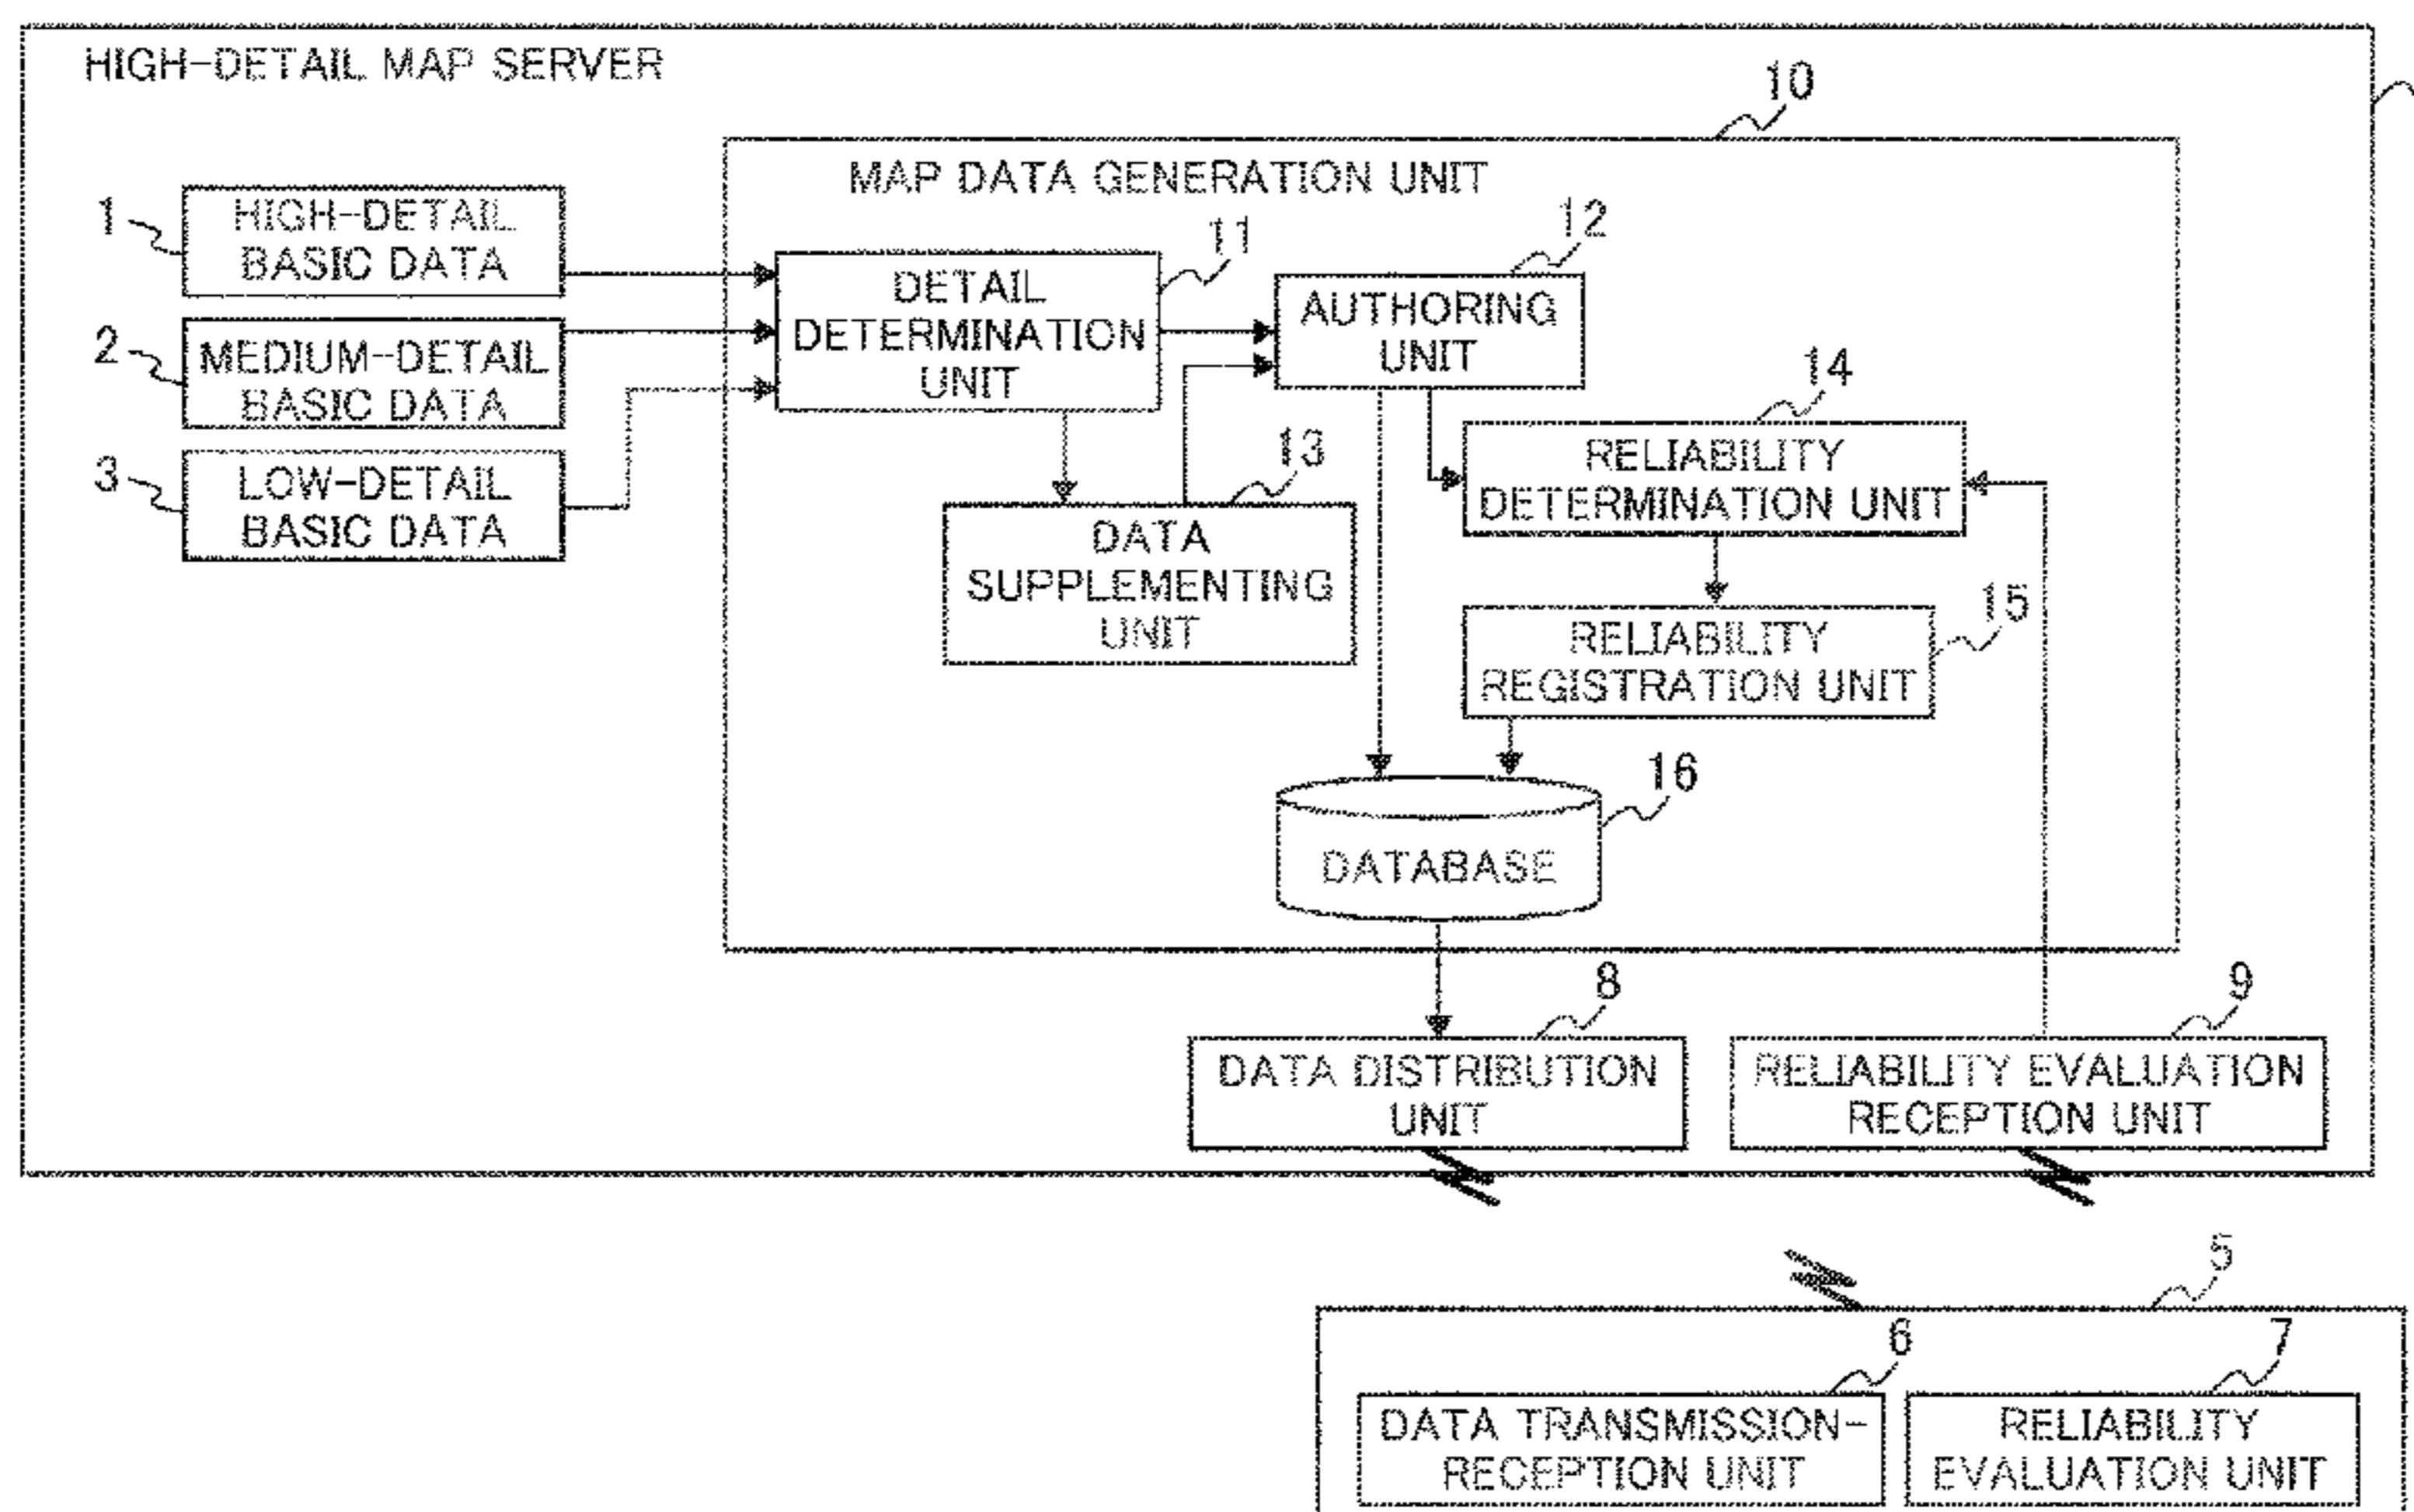 HIGH-DETAIL MAP SERVER
10
MAP DATA GENERATION UNIT
1
HIGH-DETAIL
BASIC DATA
2
MEDIUM-DETAIL
BASIC DATA
3
LOW-DETAIL
BASIC DATA
11
DETAIL
DETERMINATION
UNIT
12
AUTHORING
UNIT
13
DATA
SUPPLEMENTING
UNIT
14
RELIABILITY
DETERMINATION UNIT
15
RELIABILITY
REGISTRATION UNIT
16
DATABASE
8
DATA DISTRIBUTION
UNIT
9
RELIABILITY EVALUATION
RECEPTION UNIT
5
6
DATA TRANSMISSION-
RECEPTION UNIT
7
RELIABILITY
EVALUATION UNIT